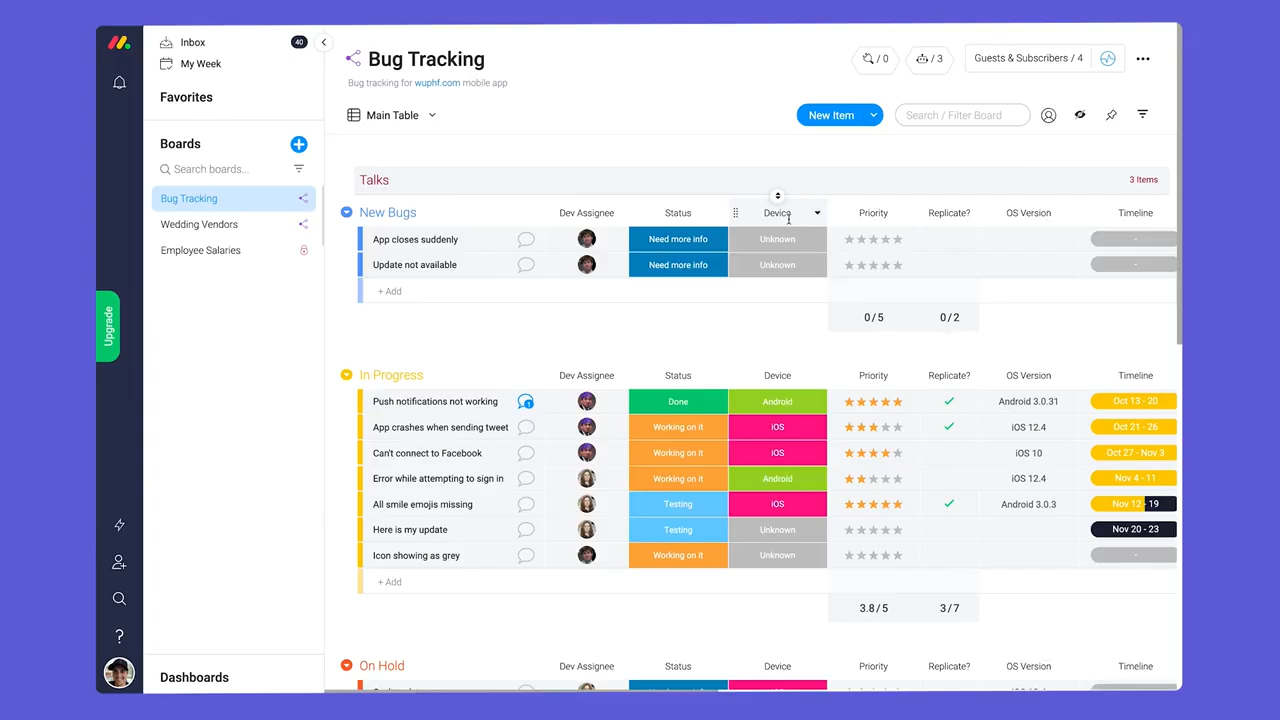 Inbox 40
My Week
Favorites
Boards
Search boards...
Bug Tracking
Wedding Vendors
Employee Salaries
Upgrade
Dashboards
Bug Tracking
/ 0
/ 3
Guests & Subscribers / 4
Bug tracking for wuphf.com mobile app
Main Table
New Item
Search / Filter Board
Talks 3 Items
New Bugs Dev Assignee Status Device Priority Replicate? OS Version Timeline
App closes suddenly Need more info Unknown -
Update not available Need more info Unknown -
+ Add
0 / 5 0 / 2
In Progress Dev Assignee Status Device Priority Replicate? OS Version Timeline
Push notifications not working 1 Done Android Android 3.0.31 Oct 13 - 20
App crashes when sending tweet Working on it iOS iOS 12.4 Oct 21 - 26
Can't connect to Facebook Working on it iOS iOS 10 Oct 27 - Nov 3
Error while attempting to sign in Working on it Android iOS 12.4 Nov 4 - 11
All smile emojis missing Testing iOS Android 3.0.3 Nov 12 - 19
Here is my update Testing Unknown Nov 20 - 23
Icon showing as grey Working on it Unknown -
+ Add
3.8 / 5 3 / 7
On Hold Dev Assignee Status Device Priority Replicate? OS Version Timeline